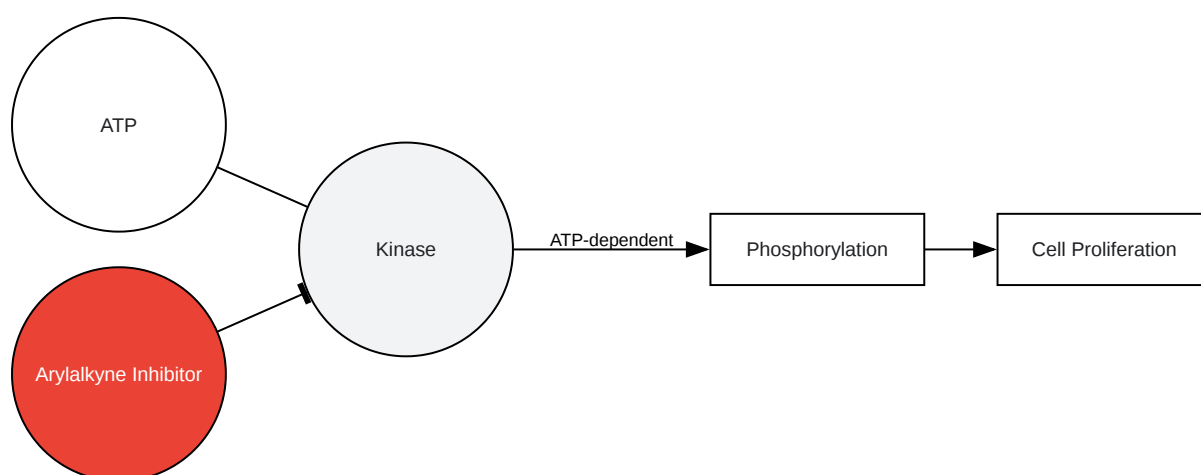 ATP
Kinase
ATP-dependent
Phosphorylation
Cell Proliferation
Arylalkyne Inhibitor